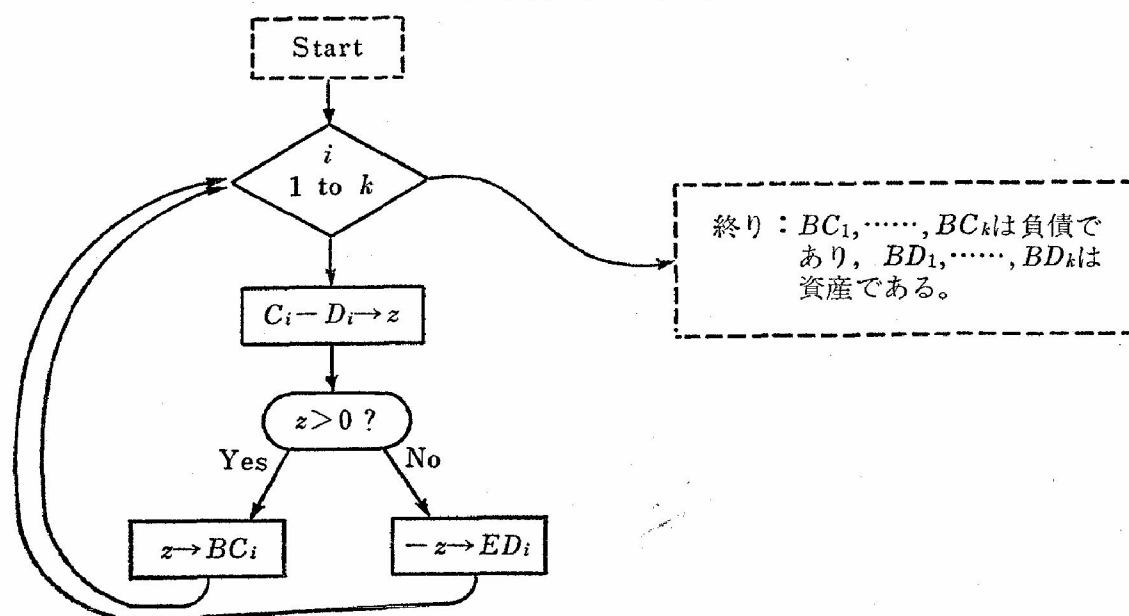 Start
i
1 to k
終り：BC₁,……,BCₖは負債で
あり，BD₁,……,BDₖは
資産である。
Cᵢ−Dᵢ→z
z>0 ?
Yes
No
z→BCᵢ
−z→EDᵢ